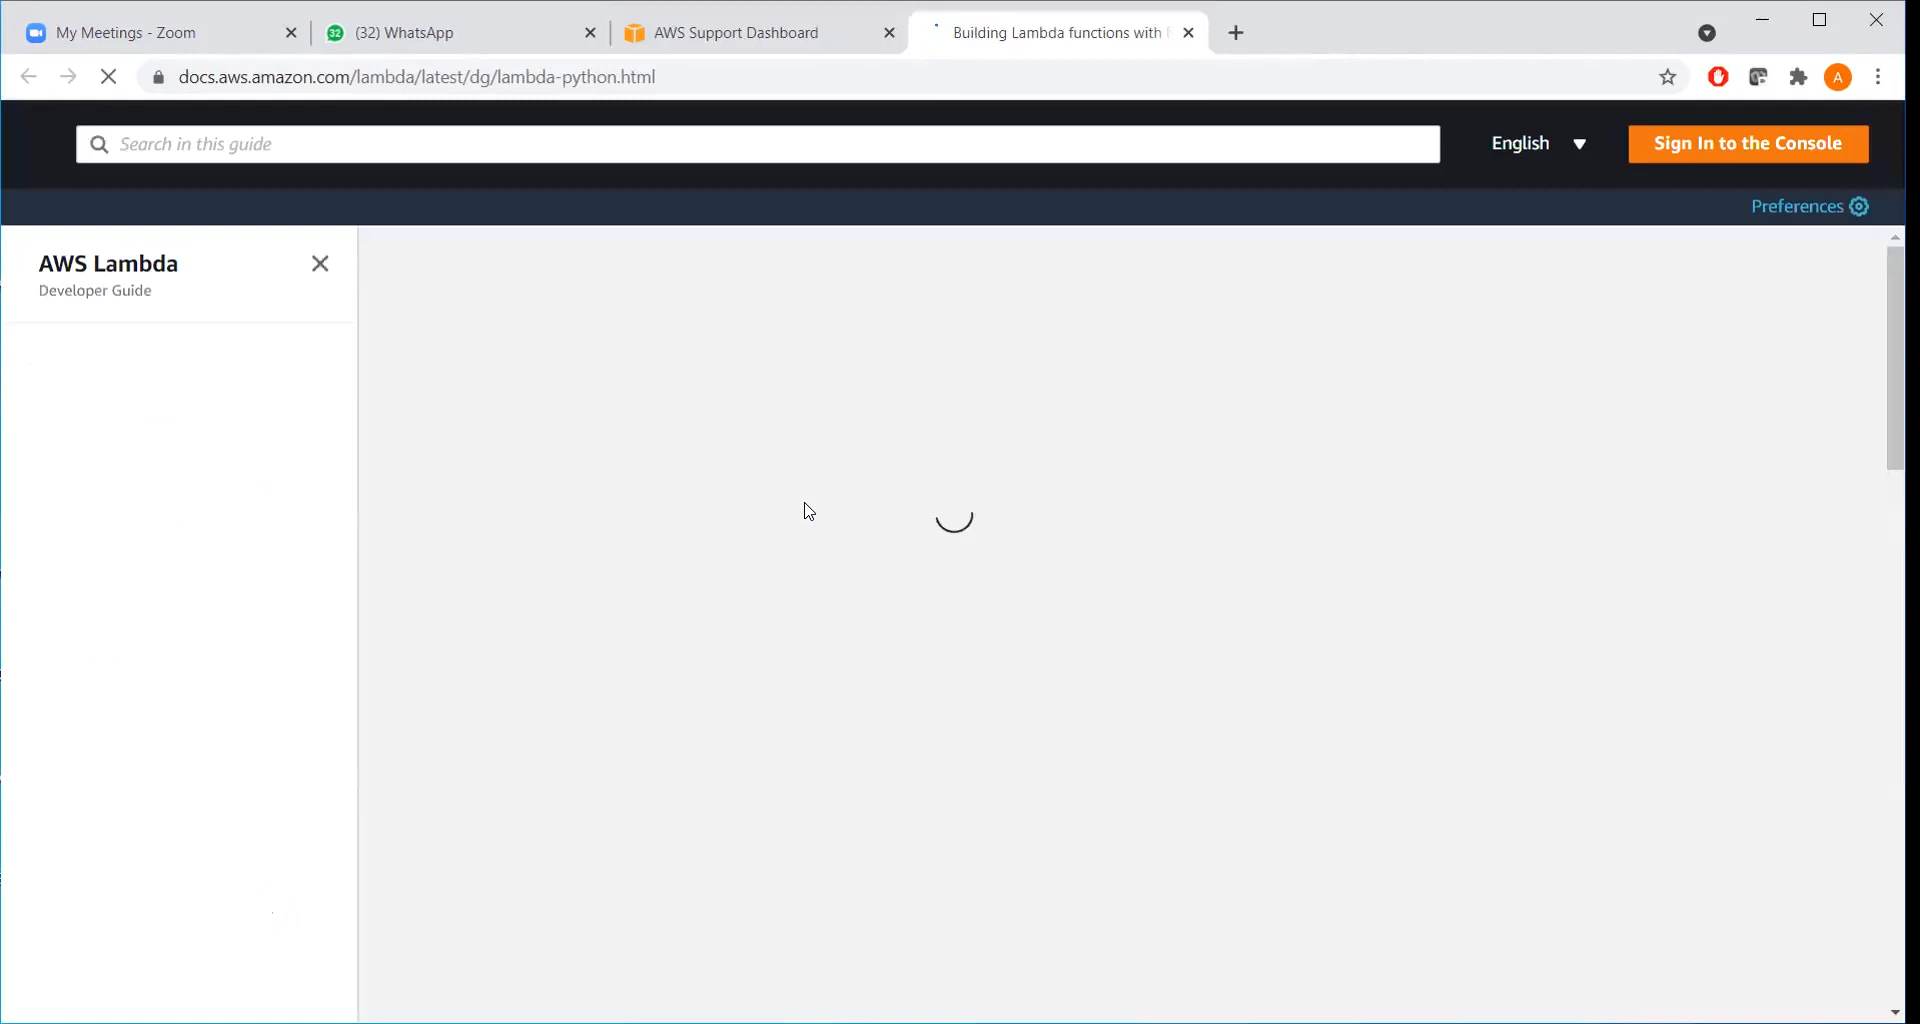 My Meetings - Zoom
32
(32) WhatsApp
AWS Support Dashboard
Building Lambda functions with
docs.aws.amazon.com/lambda/latest/dg/lambda-python.html
A
Search in this guide
English
Sign In to the Console
Preferences
AWS Lambda
Developer Guide